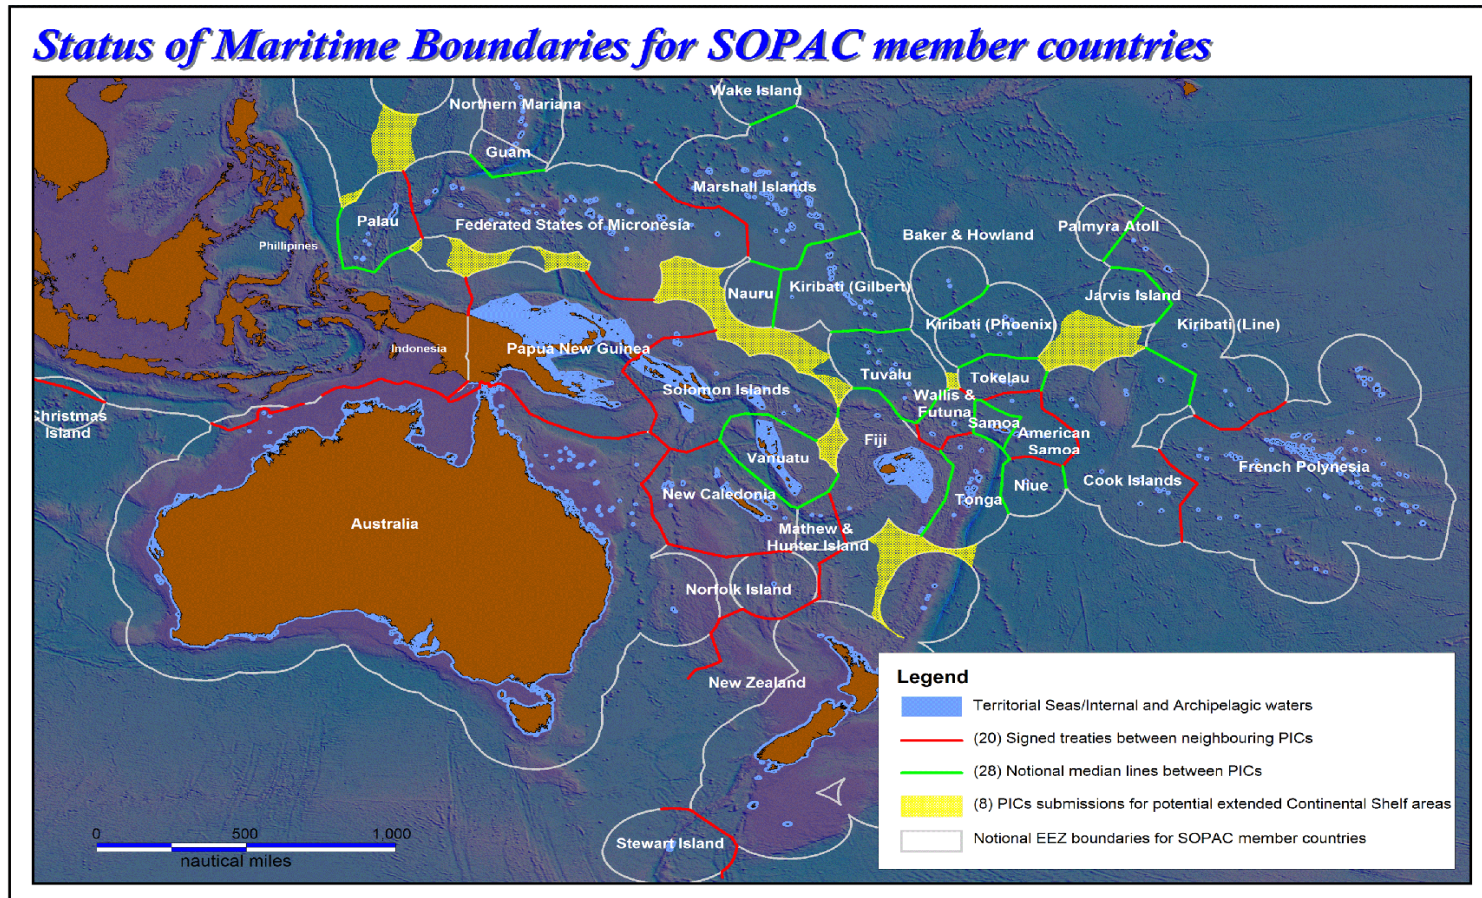 Status of Maritime Boundaries for SOPAC member countries
Wake Island
Northern Mariana
Guam
Marshall Islands
Palau
Federated States of Micronesia
Phillipines
Palmyra Atoll
Baker & Howland
Nauru
Kiribati (Gilbert)
Jarvis Island
Kiribati (Phoenix)
Kiribati (Line)
Indonesia
Papua New Guinea
Tuvalu
Tokelau
Solomon Islands
Wallis &
Futuna
Samoa
American
Samoa
Christmas
Island
Fiji
Vanuatu
French Polynesia
Cook Islands
Niue
Tonga
New Caledonia
Australia
Mathew &
Hunter Island
Norfolk Island
New Zealand
Stewart Island
0
500
1,000
nautical miles
Legend
Territorial Seas/Internal and Archipelagic waters
(20) Signed treaties between neighbouring PICs
(28) Notional median lines between PICs
(8) PICs submissions for potential extended Continental Shelf areas
Notional EEZ boundaries for SOPAC member countries